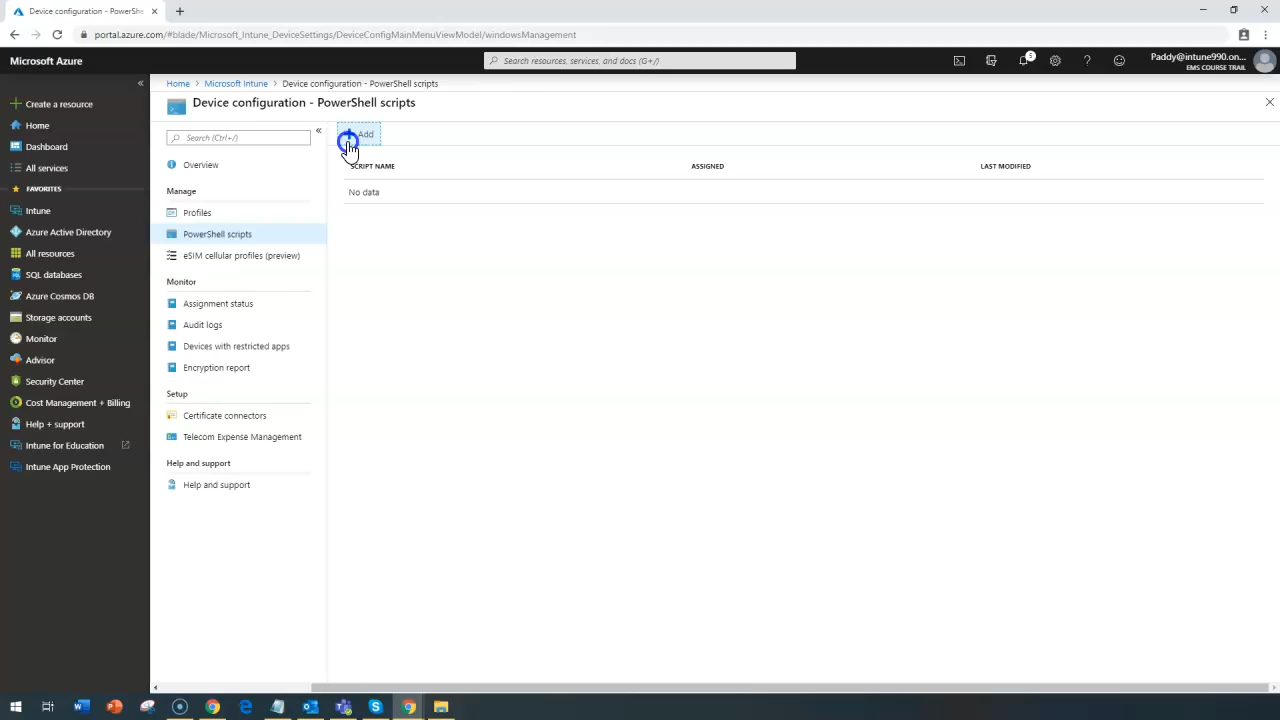 Device configuration - PowerShe
portal.azure.com/#blade/Microsoft_Intune_DeviceSettings/DeviceConfigMainMenuViewModel/windowsManagement
Microsoft Azure
Search resources, services, and docs (G+/)
Paddy@intune990.on...
EMS COURSE TRAIL
Home > Microsoft Intune > Device configuration - PowerShell scripts
Device configuration - PowerShell scripts
Create a resource
Home
Dashboard
All services
FAVORITES
Intune
Azure Active Directory
All resources
SQL databases
Azure Cosmos DB
Storage accounts
Monitor
Advisor
Security Center
Cost Management + Billing
Help + support
Intune for Education
Intune App Protection
Search (Ctrl+/)
Overview
Manage
Profiles
PowerShell scripts
eSIM cellular profiles (preview)
Monitor
Assignment status
Audit logs
Devices with restricted apps
Encryption report
Setup
Certificate connectors
Telecom Expense Management
Help and support
Help and support
Add
SCRIPT NAME ASSIGNED LAST MODIFIED
No data